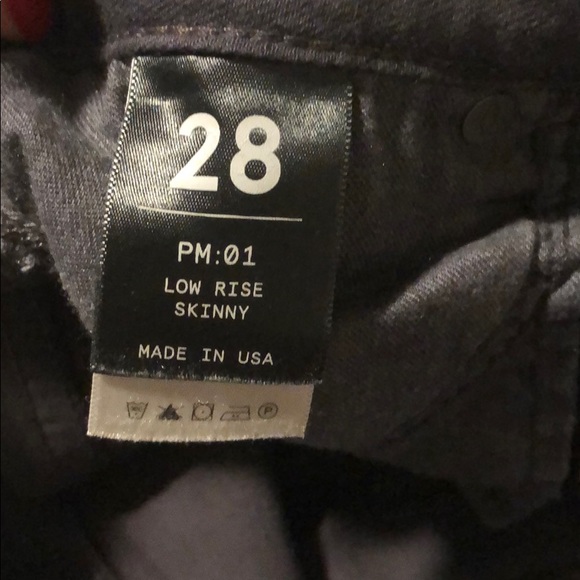 28
PM:01
LOW RISE
SKINNY
MADE IN USA
P